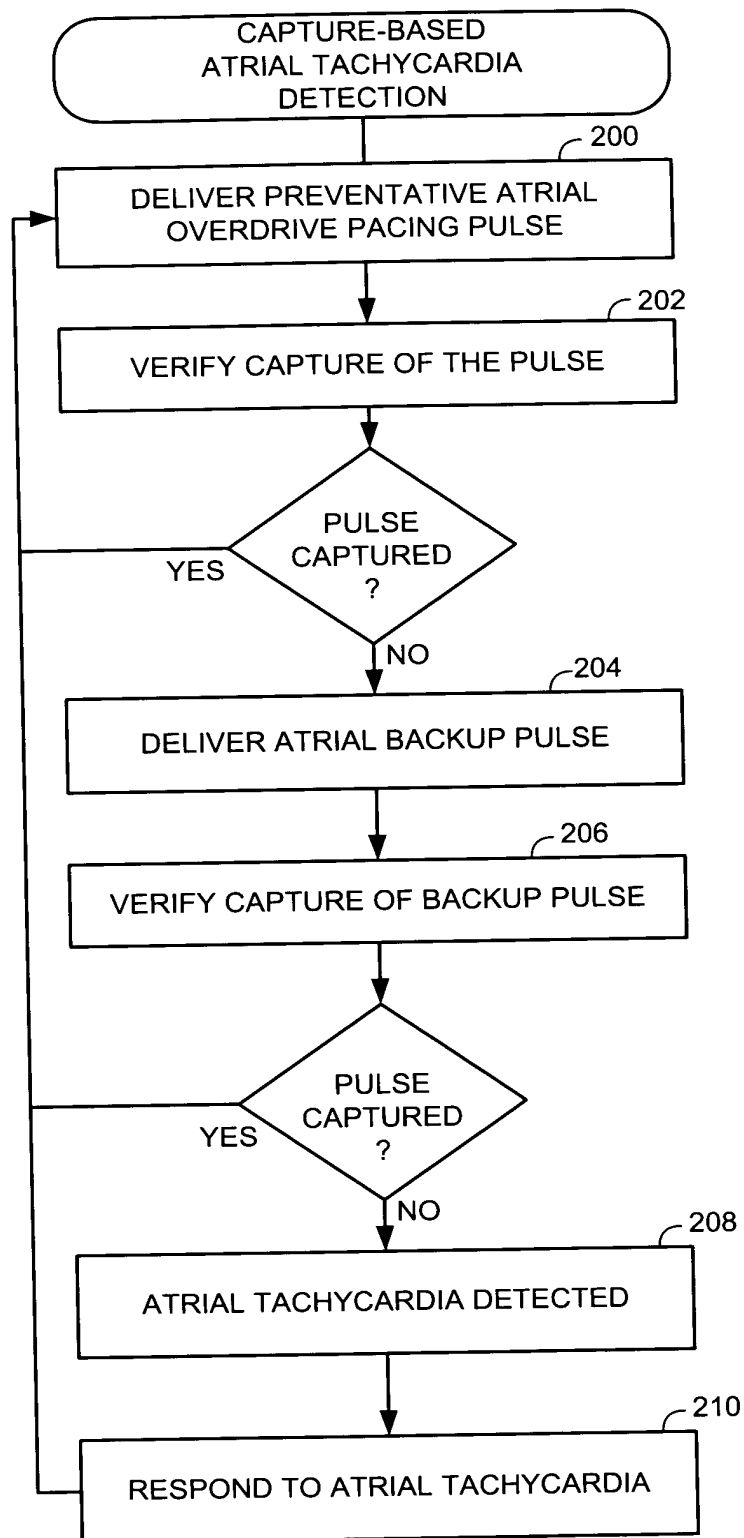 CAPTURE-BASED
ATRIAL TACHYCARDIA
DETECTION
200
DELIVER PREVENTATIVE ATRIAL
OVERDRIVE PACING PULSE
202
VERIFY CAPTURE OF THE PULSE
PULSE
CAPTURED
?
YES
NO
204
DELIVER ATRIAL BACKUP PULSE
206
VERIFY CAPTURE OF BACKUP PULSE
PULSE
CAPTURED
?
YES
NO
208
ATRIAL TACHYCARDIA DETECTED
210
RESPOND TO ATRIAL TACHYCARDIA